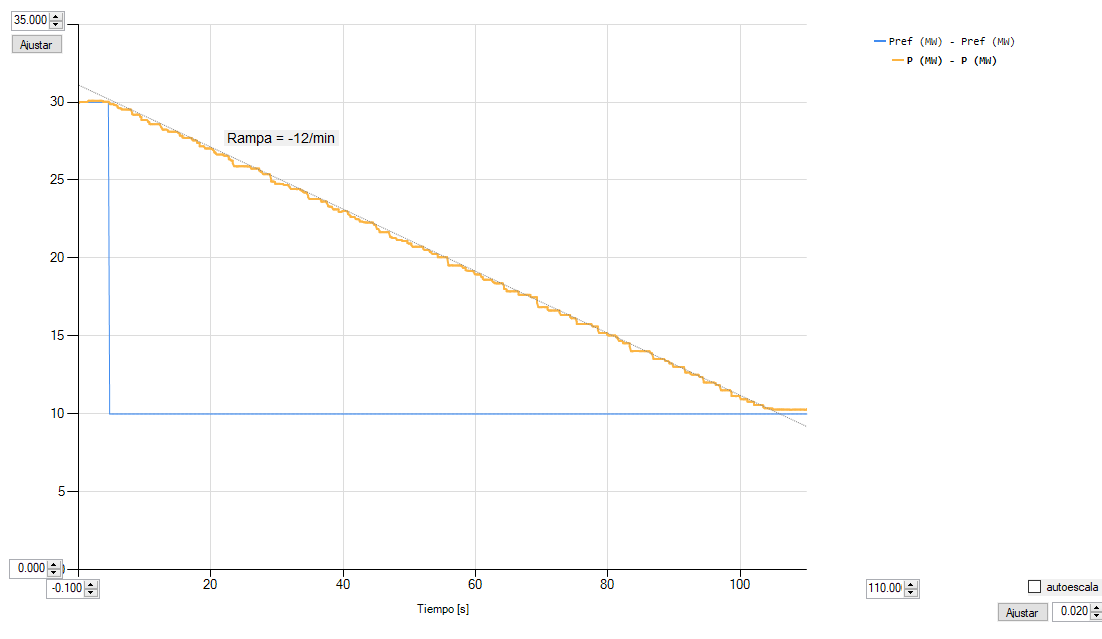 35.000
Ajustar
Pref (MW) - Pref (MW)
P (MW) - P (MW)
30
Rampa = -12/min
25
20
15
10
5
0.000
-0.100
20
40
60
80
100
110.00
autoescala
Tiempo [s]
Ajustar
0.020